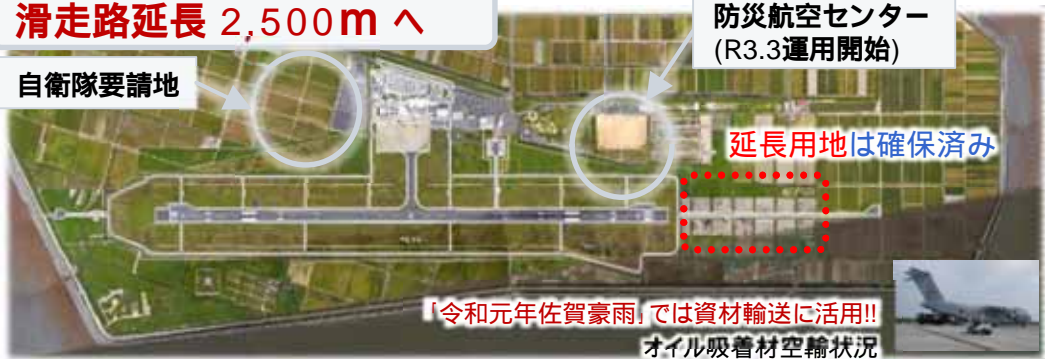 滑走路延長 2,500m へ
自衛隊要請地
防災航空センター
(R3.3運用開始)
延長用地は確保済み
「令和元年佐賀豪雨」では資材輸送に活用!!
オイル吸着材空輸状況